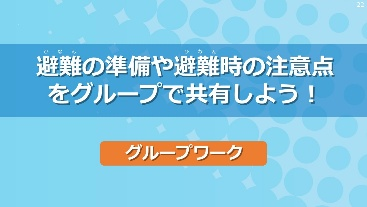 22
避難の準備や避難時の注意点
をグループで共有しよう！
グループワーク